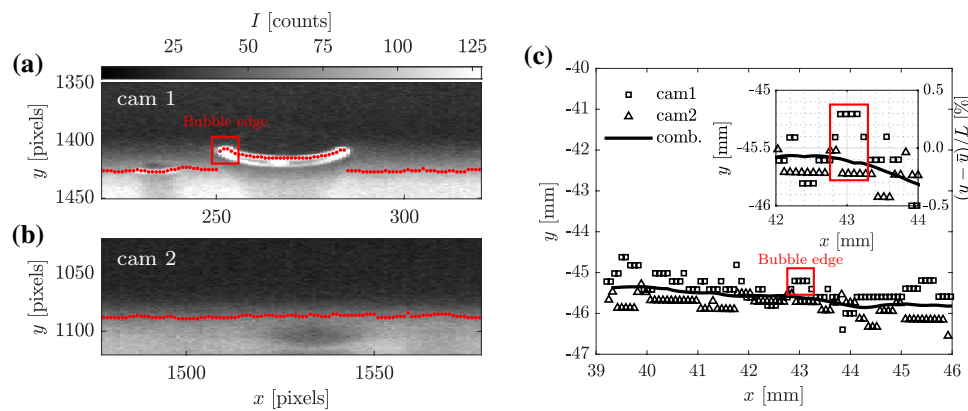 I [counts]
25 50 75 100 125
(a)
1350
1400
1450
y [pixels]
cam 1
Bubble edge
250 300
(b)
1050
1100
y [pixels]
cam 2
1500 1550
x [pixels]
(c)
-40
-41
-42
-43
-44
-45
-46
-47
y [mm]
cam1
cam2
comb.
Bubble edge
39 40 41 42 43 44 45 46
x [mm]
-45
-45.5
-46
y [mm]
42 43 44
x [mm]
0.5
0.0
-0.5
(y − y̅) / L [%]